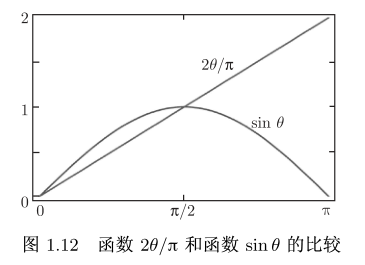 2
2θ/π
1
sin θ
0
0 π/2 π
图 1.12 函数 2θ/π 和函数 sin θ 的比较